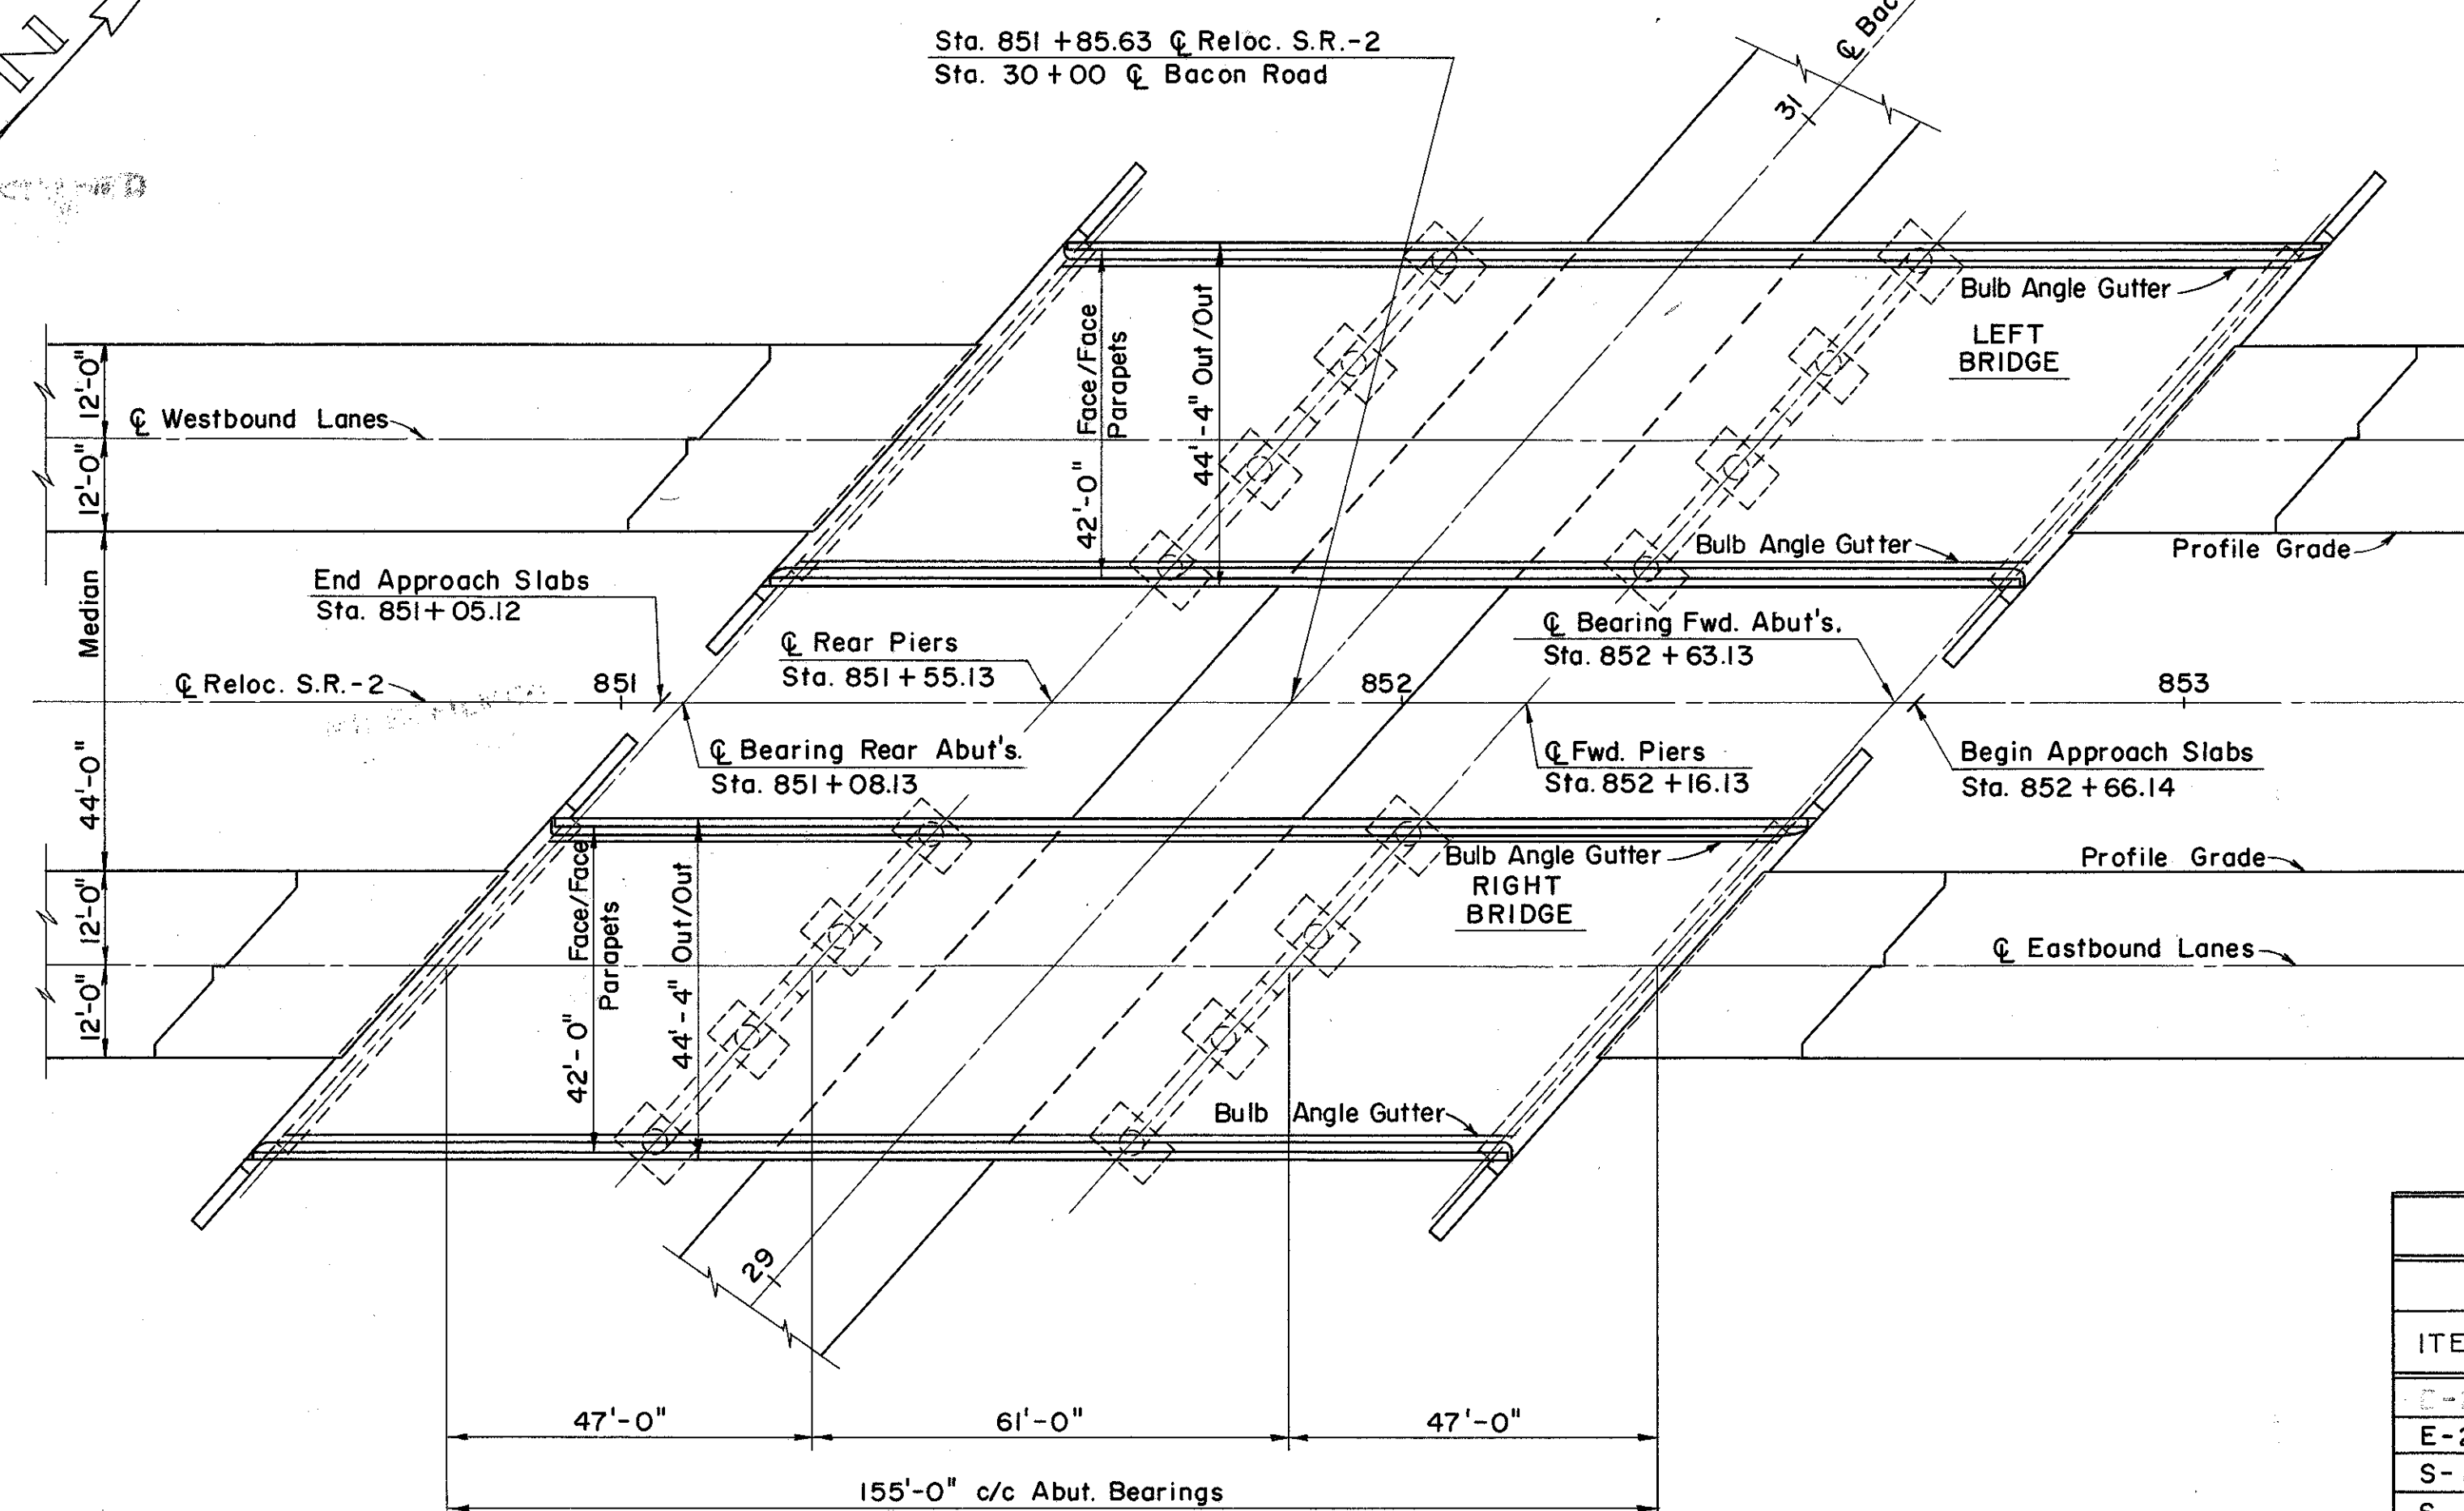 N
Sta. 851 +85.63 ℄ Reloc. S.R.-2
Sta. 30+00 ℄ Bacon Road
℄ Bac
31
Bulb Angle Gutter
LEFT
BRIDGE
42'-0" Face/Face
Parapets
44'-4" Out/Out
12'-0"
℄ Westbound Lanes
12'-0"
Bulb Angle Gutter
Profile Grade
End Approach Slabs
Sta. 851+05.12
Median
44'-0"
℄ Rear Piers
Sta. 851+55.13
℄ Bearing Fwd. Abut's.
Sta. 852+63.13
℄ Reloc. S.R.-2
851
852
853
℄ Bearing Rear Abut's.
Sta. 851+08.13
℄ Fwd. Piers
Sta. 852+16.13
Begin Approach Slabs
Sta. 852+66.14
Bulb Angle Gutter
RIGHT
BRIDGE
Profile Grade
42'-0" Face/Face
Parapets
44'-4" Out/Out
12'-0"
℄ Eastbound Lanes
12'-0"
Bulb Angle Gutter
29
47'-0"
61'-0"
47'-0"
155'-0" c/c Abut. Bearings
ITE
E-2
S-